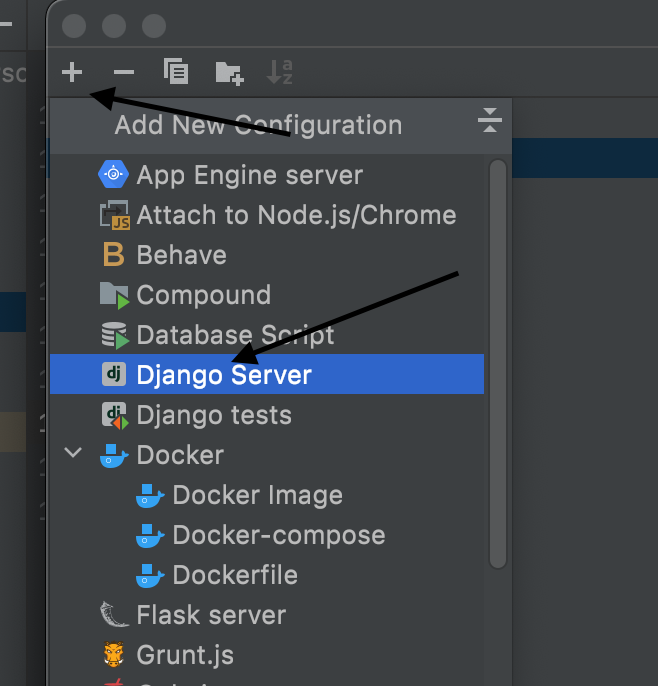 Add New Configuration
App Engine server
Attach to Node.js/Chrome
Behave
Compound
Database Script
Django Server
Django tests
Docker
Docker Image
Docker-compose
Dockerfile
Flask server
Grunt.js